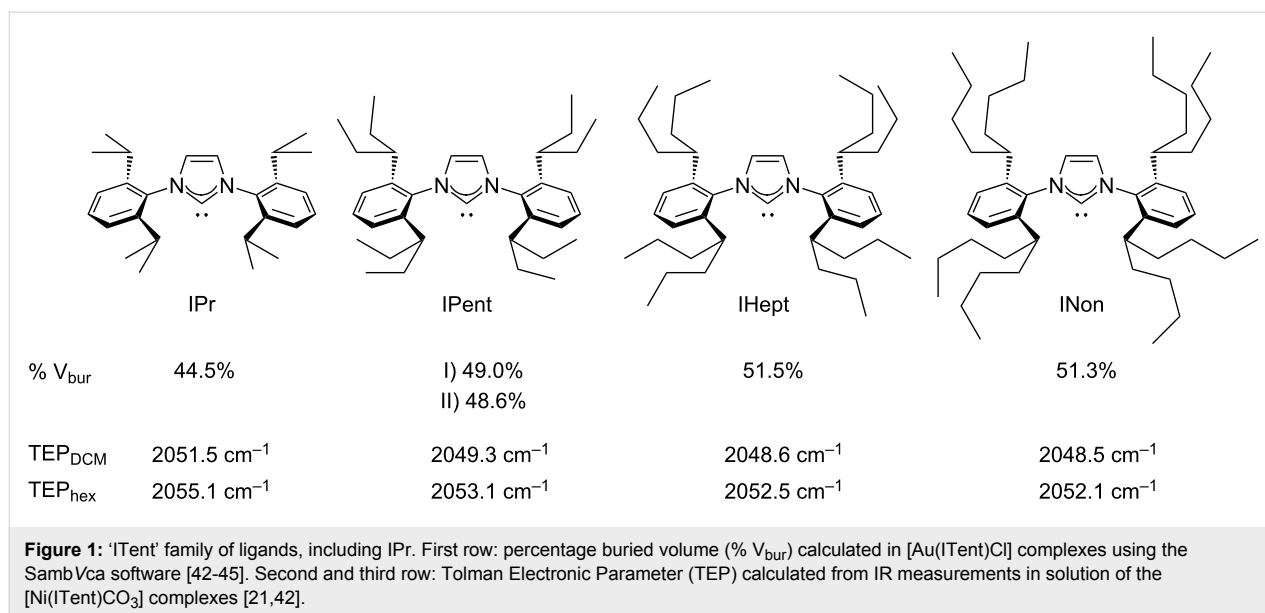 N N
N N
N N
N N
IPr IPent IHept INon
% Vbur 44.5% I) 49.0% 51.5% 51.3%
II) 48.6%
TEPDCM 2051.5 cm–1 2049.3 cm–1 2048.6 cm–1 2048.5 cm–1
TEPhex 2055.1 cm–1 2053.1 cm–1 2052.5 cm–1 2052.1 cm–1
Figure 1: ‘ITent’ family of ligands, including IPr. First row: percentage buried volume (% Vbur) calculated in [Au(ITent)Cl] complexes using the
SambVca software [42-45]. Second and third row: Tolman Electronic Parameter (TEP) calculated from IR measurements in solution of the
[Ni(ITent)CO3] complexes [21,42].